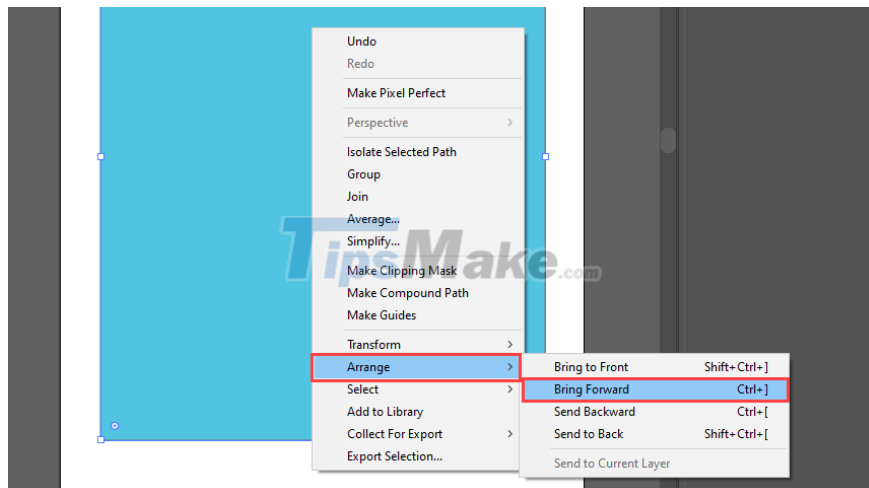 Undo
Redo
Make Pixel Perfect
Perspective
Isolate Selected Path
Group
Join
Average...
Simplify...
TipsMake.com
Make Clipping Mask
Make Compound Path
Make Guides
Transform
Arrange
Select
Add to Library
Collect For Export
Export Selection...
Bring to Front Shift+Ctrl+]
Bring Forward Ctrl+]
Send Backward Ctrl+[
Send to Back Shift+Ctrl+[
Send to Current Layer